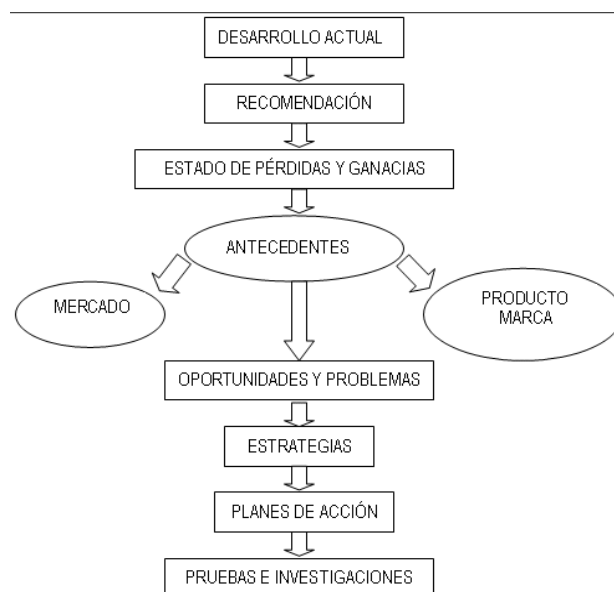 DESARROLLO ACTUAL
RECOMENDACIÓN
ESTADO DE PÉRDIDAS Y GANACIAS
ANTECEDENTES
MERCADO
PRODUCTO
MARCA
OPORTUNIDADES Y PROBLEMAS
ESTRATEGIAS
PLANES DE ACCIÓN
PRUEBAS E INVESTIGACIONES